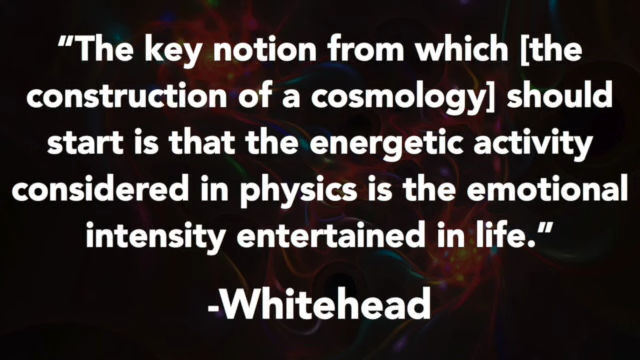 “The key notion from which [the
construction of a cosmology] should
start is that the energetic activity
considered in physics is the emotional
intensity entertained in life.”
-Whitehead